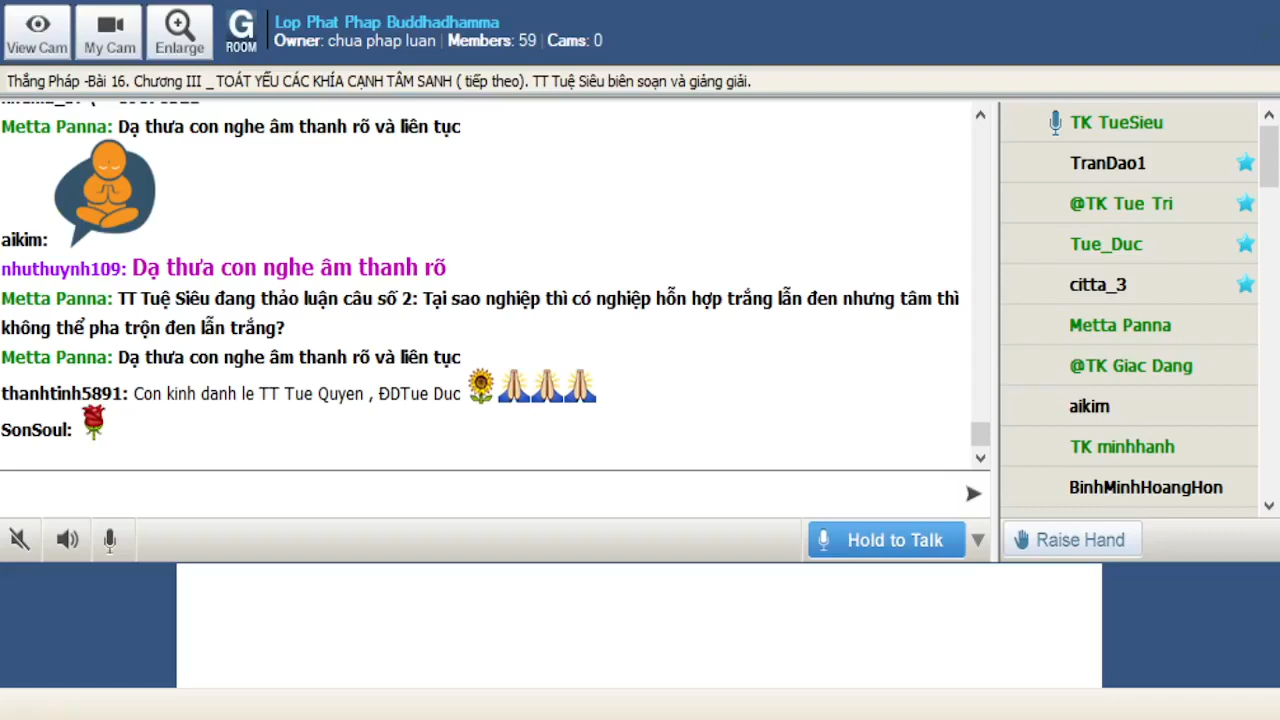 View Cam
My Cam
Enlarge
G
ROOM
Lop Phat Phap Buddhadhamma
Owner: chua phap luan | Members: 59 | Cams: 0
Thắng Pháp -Bài 16. Chương III _ TOÁT YẾU CÁC KHÍA CẠNH TÂM SANH ( tiếp theo). TT Tuệ Siêu biên soạn và giảng giải.
Metta Panna: Dạ thưa con nghe âm thanh rõ và liên tục
aikim:
nhuthuynh109: Dạ thưa con nghe âm thanh rõ
Metta Panna: TT Tuệ Siêu đang thảo luận câu số 2: Tại sao nghiệp thì có nghiệp hỗn hợp trắng lẫn đen nhưng tâm thì
không thể pha trộn đen lẫn trắng?
Metta Panna: Dạ thưa con nghe âm thanh rõ và liên tục
thanhtinh5891: Con kinh danh le TT Tue Quyen , ĐDTue Duc
SonSoul:
TK TueSieu
TranDao1
@TK Tue Tri
Tue_Duc
citta_3
Metta Panna
@TK Giac Dang
aikim
TK minhhanh
BinhMinhHoangHon
Hold to Talk
Raise Hand